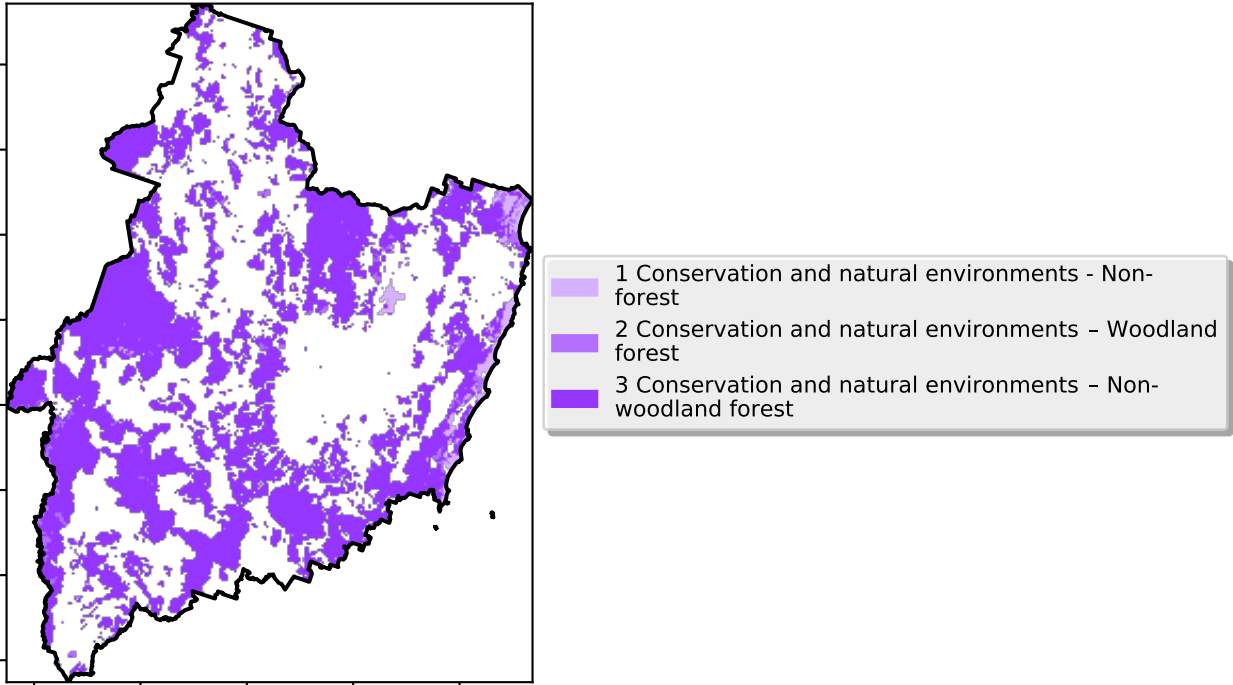 1 Conservation and natural environments - Non-
forest
2 Conservation and natural environments – Woodland
forest
3 Conservation and natural environments – Non-
woodland forest